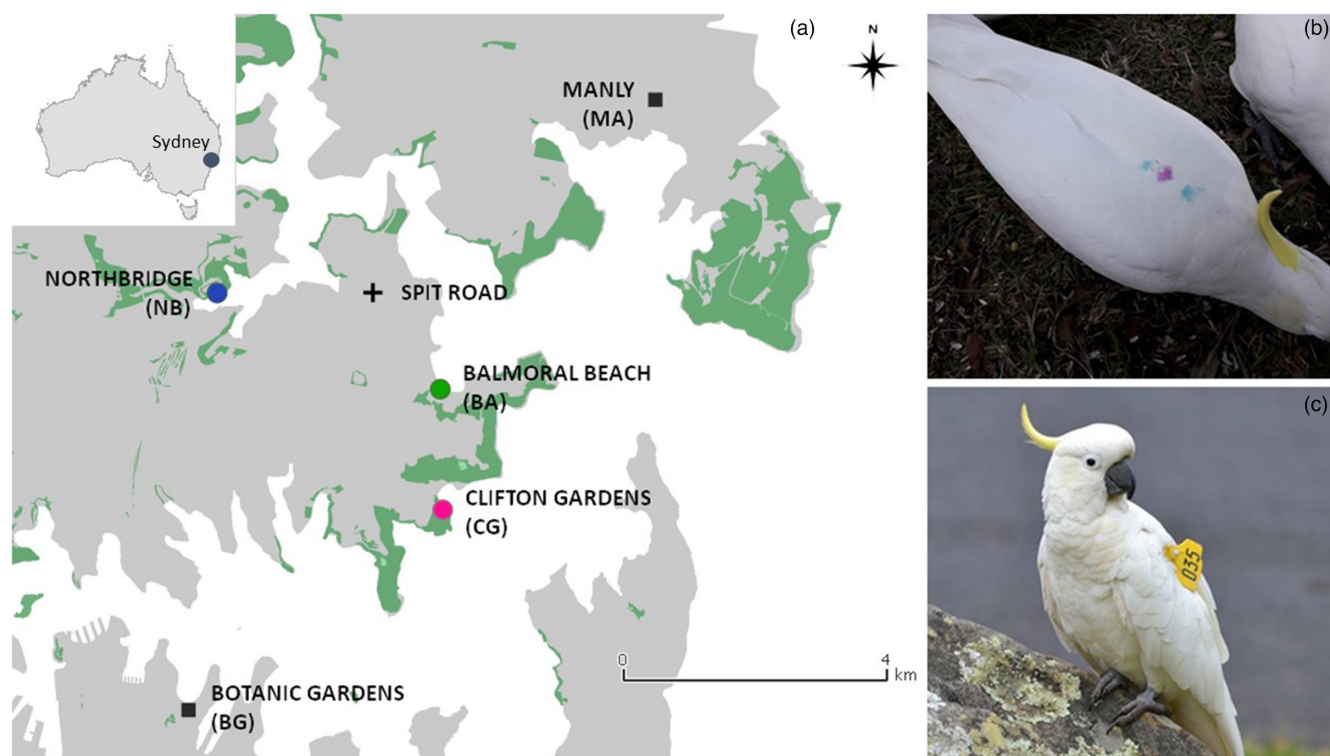 (a)
N
Sydney
MANLY
(MA)
NORTHBRIDGE
(NB)
SPIT ROAD
BALMORAL BEACH
(BA)
CLIFTON GARDENS
(CG)
0 4
km
BOTANIC GARDENS
(BG)
(b)
(c)
035